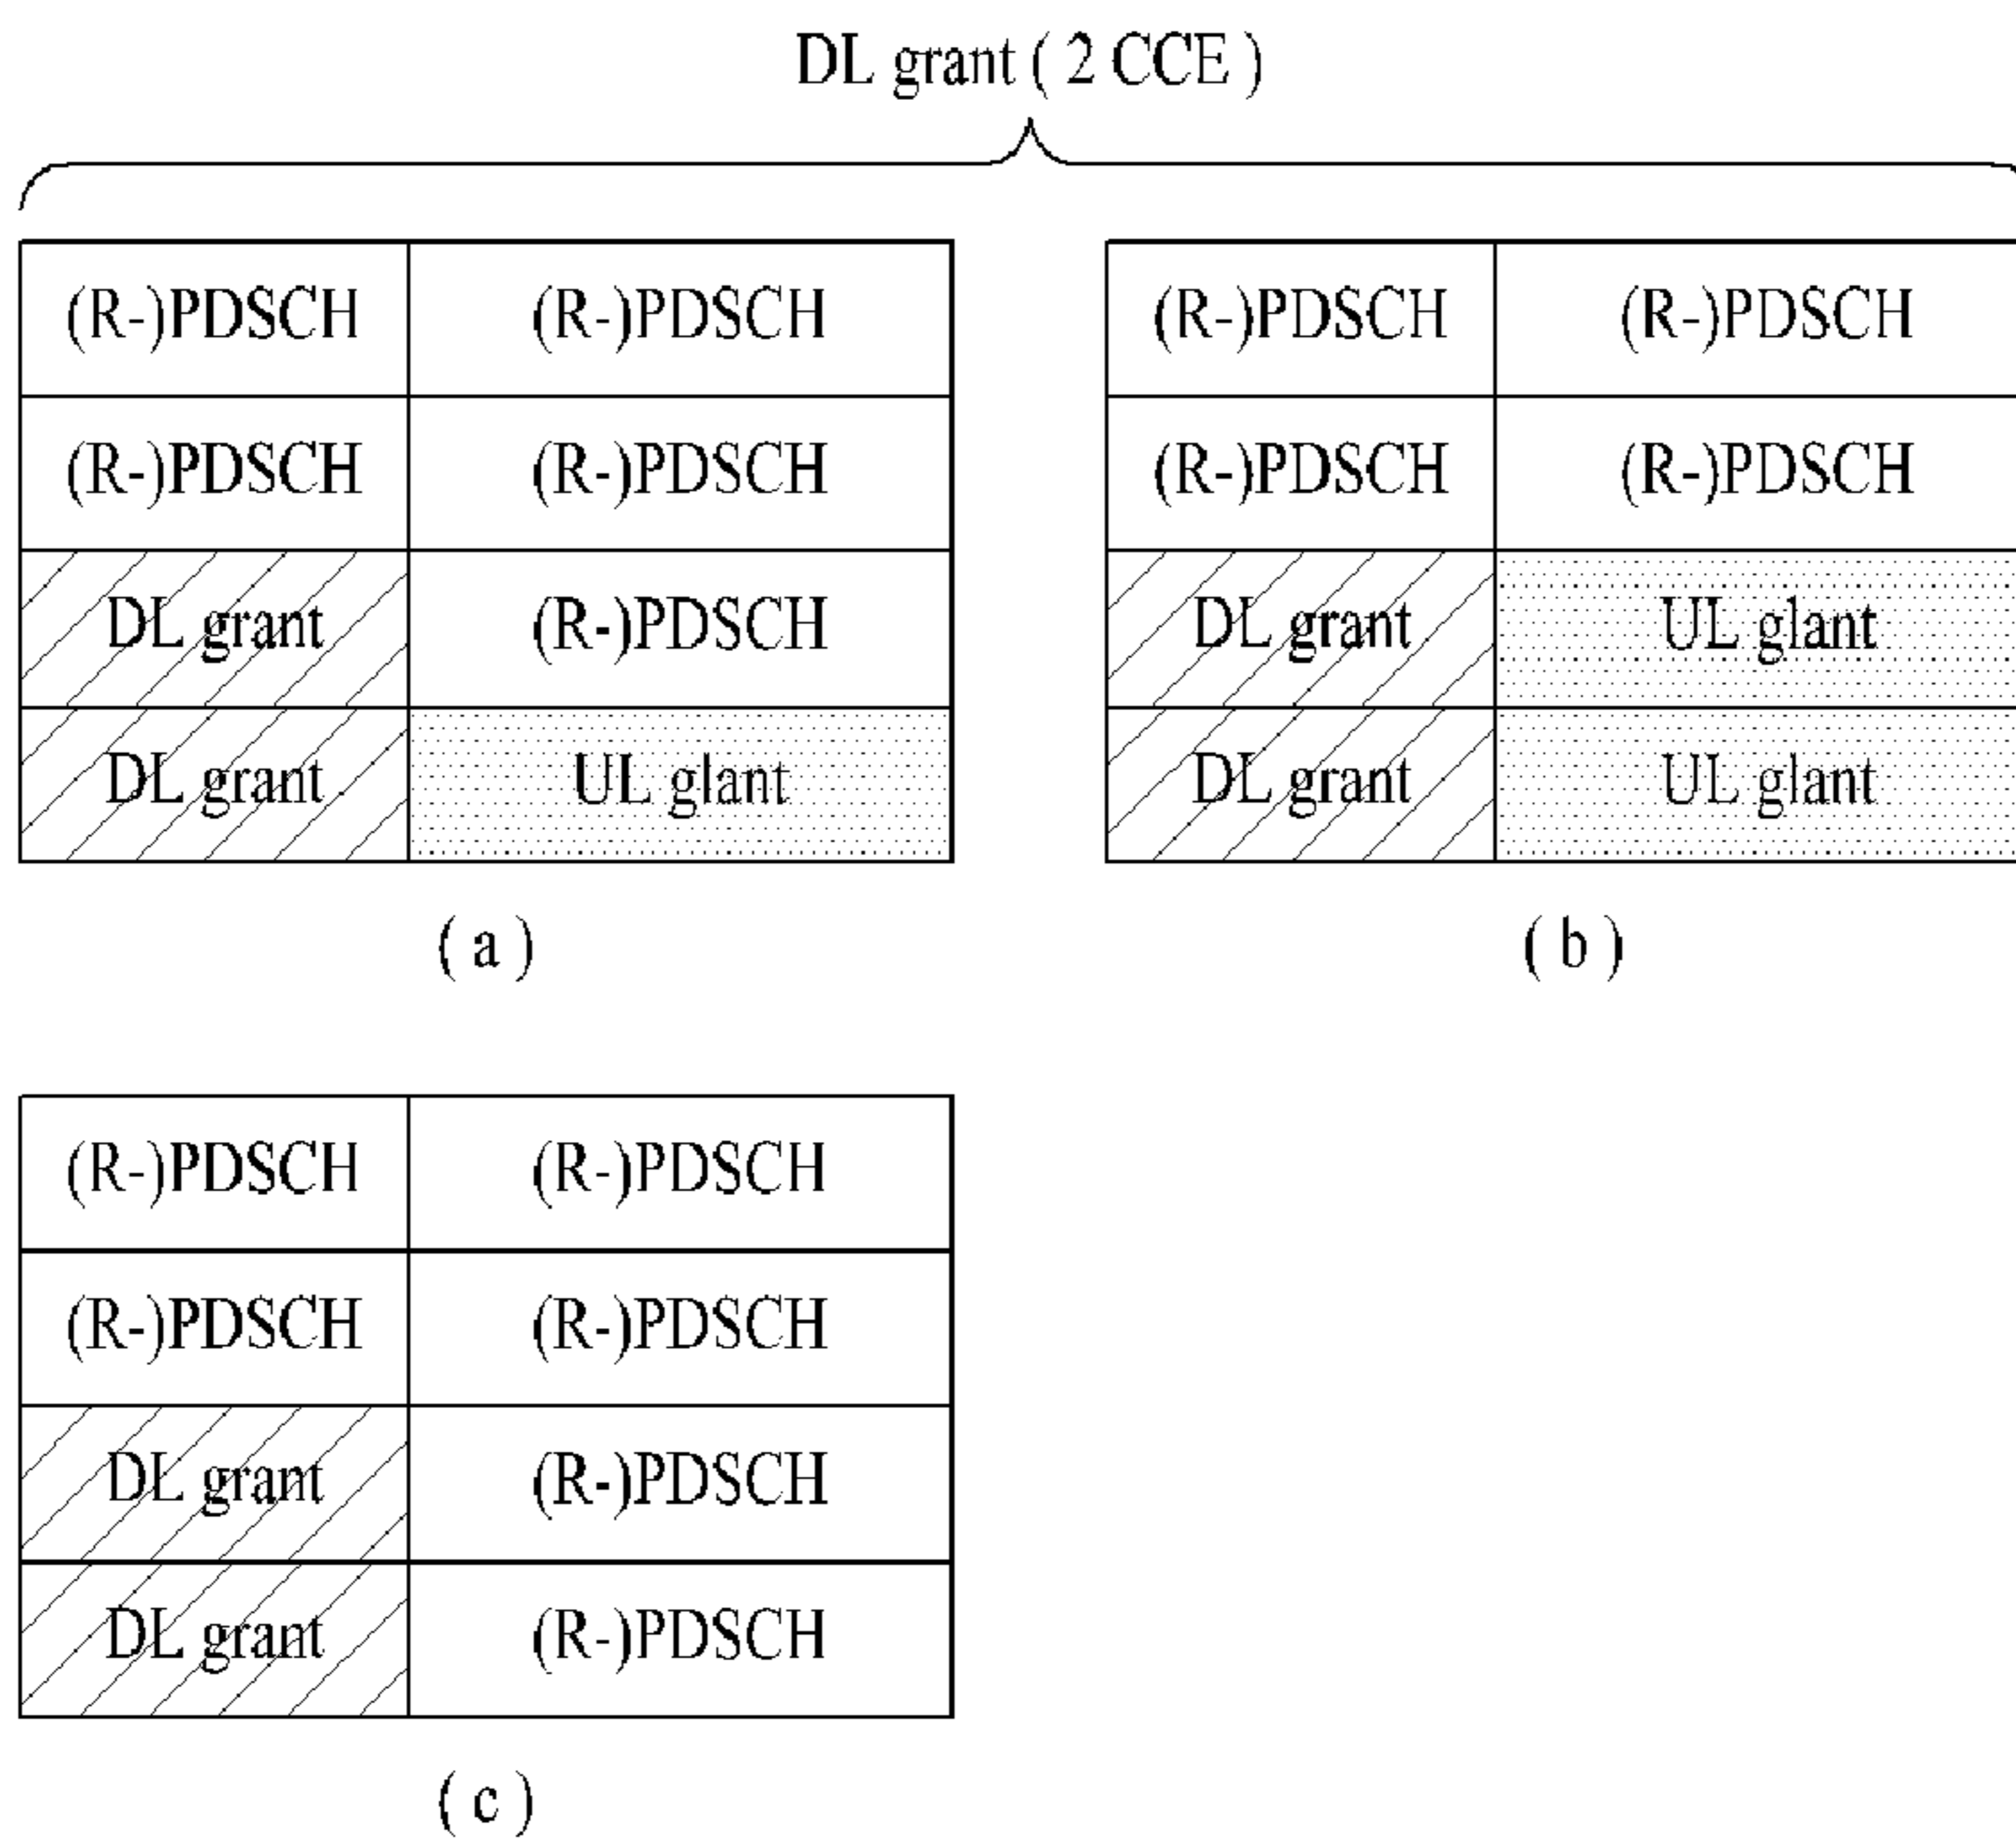 DL grant ( 2 CCE )
(R-)PDSCH (R-)PDSCH
(R-)PDSCH (R-)PDSCH
DL grant (R-)PDSCH
DL grant UL glant
( a )
(R-)PDSCH (R-)PDSCH
(R-)PDSCH (R-)PDSCH
DL grant UL glant
DL grant UL glant
( b )
(R-)PDSCH (R-)PDSCH
(R-)PDSCH (R-)PDSCH
DL grant (R-)PDSCH
DL grant (R-)PDSCH
( c )